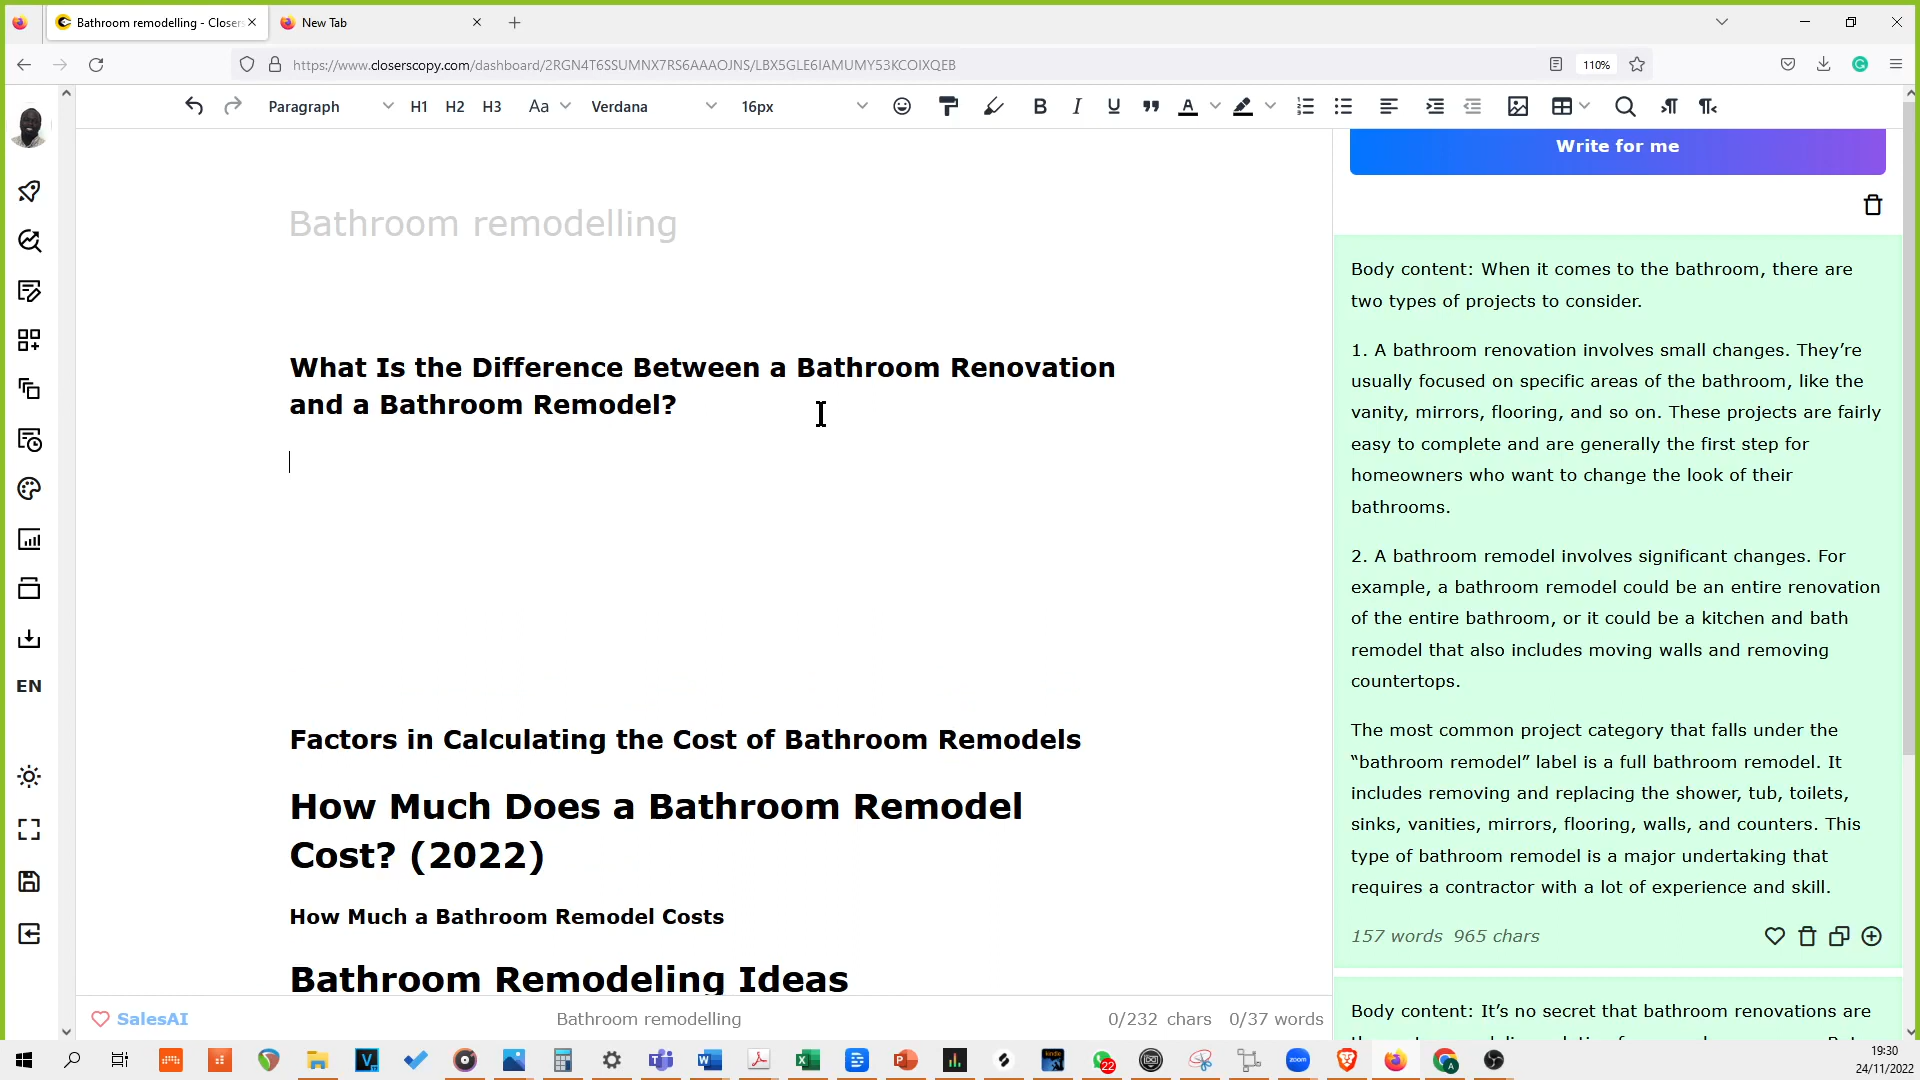 Bathroom remodelling - Closers
New Tab
https://www.closerscopy.com/dashboard/2RGN4T6SSUMNX7RS6AAAOJNS/LBX5GLE6IAMUMY53KCOIXQEB
110%
Paragraph H1 H2 H3 Aa Verdana 16px
Write for me
Bathroom remodelling
What Is the Difference Between a Bathroom Renovation
and a Bathroom Remodel?
Factors in Calculating the Cost of Bathroom Remodels
How Much Does a Bathroom Remodel
Cost? (2022)
How Much a Bathroom Remodel Costs
Bathroom Remodeling Ideas
Body content: When it comes to the bathroom, there are
two types of projects to consider.
1. A bathroom renovation involves small changes. They’re
usually focused on specific areas of the bathroom, like the
vanity, mirrors, flooring, and so on. These projects are fairly
easy to complete and are generally the first step for
homeowners who want to change the look of their
bathrooms.
2. A bathroom remodel involves significant changes. For
example, a bathroom remodel could be an entire renovation
of the entire bathroom, or it could be a kitchen and bath
remodel that also includes moving walls and removing
countertops.
The most common project category that falls under the
“bathroom remodel” label is a full bathroom remodel. It
includes removing and replacing the shower, tub, toilets,
sinks, vanities, mirrors, flooring, walls, and counters. This
type of bathroom remodel is a major undertaking that
requires a contractor with a lot of experience and skill.
157 words 965 chars
Body content: It’s no secret that bathroom renovations are
EN
SalesAI
Bathroom remodelling
0/232 chars 0/37 words
22
19:30
24/11/2022